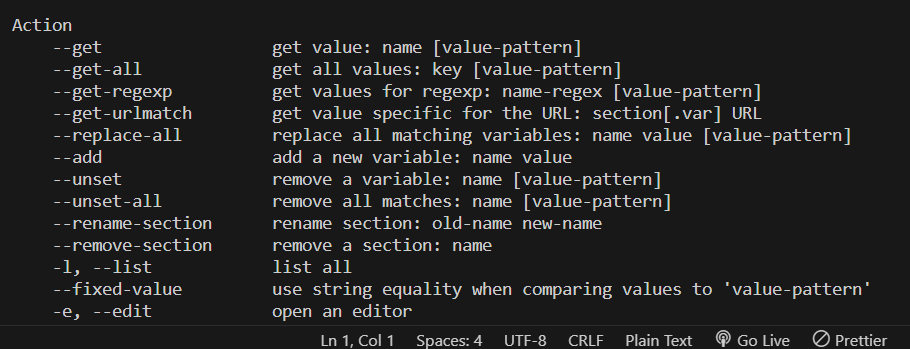 Action
    --get                 get value: name [value-pattern]
    --get-all             get all values: key [value-pattern]
    --get-regexp          get values for regexp: name-regex [value-pattern]
    --get-urlmatch        get value specific for the URL: section[.var] URL
    --replace-all         replace all matching variables: name value [value-pattern]
    --add                 add a new variable: name value
    --unset               remove a variable: name [value-pattern]
    --unset-all           remove all matches: name [value-pattern]
    --rename-section      rename section: old-name new-name
    --remove-section      remove a section: name
    -l, --list            list all
    --fixed-value         use string equality when comparing values to 'value-pattern'
    -e, --edit            open an editor
Ln 1, Col 1 Spaces: 4 UTF-8 CRLF Plain Text Go Live Prettier